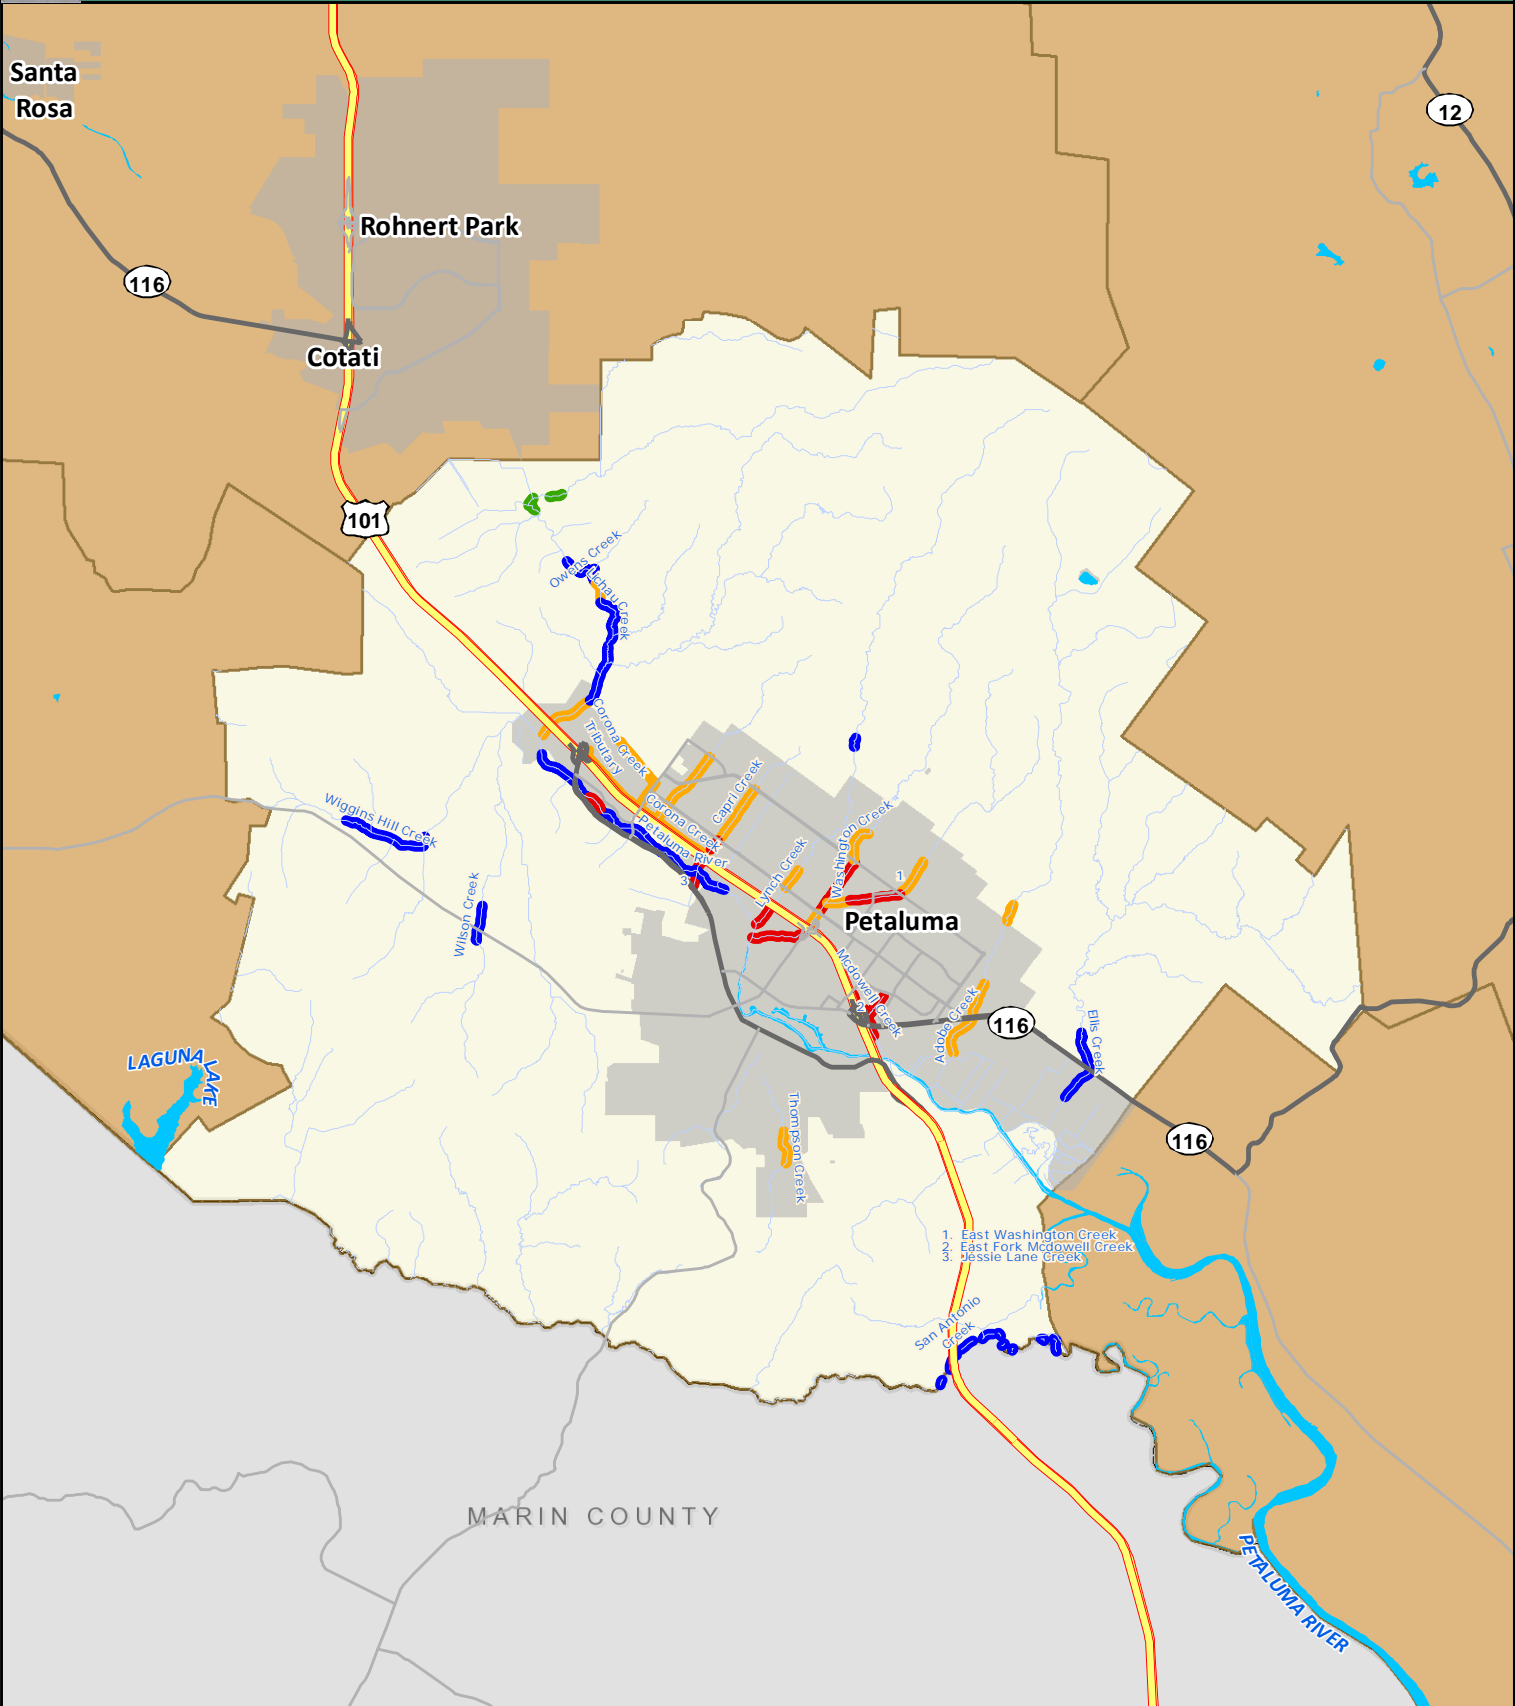 Santa
Rosa
12
Rohnert Park
116
Cotati
101
Owens Creek
Lichau Creek
Corona Creek
Tributary
Capri Creek
Wiggins Hill Creek
Corona Creek
Petaluma River
Washington Creek
Lynch Creek
1
3
Wilson Creek
Petaluma
Mcdowell Creek
2
Adobe Creek
116
Ellis Creek
LAGUNA
LAKE
Thompson Creek
116
1. East Washington Creek
2. East Fork Mcdowell Creek
3. Jessie Lane Creek
San Antonio
Creek
MARIN COUNTY
PETALUMA RIVER